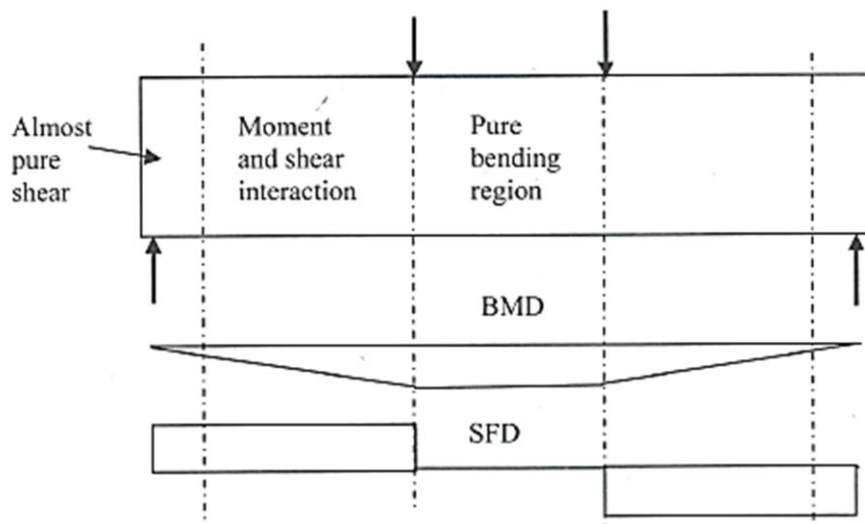 Almost
pure
shear
Moment
and shear
interaction
Pure
bending
region
BMD
SFD